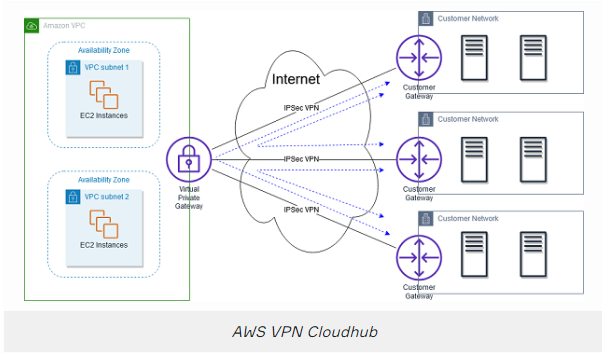 Amazon VPC
Availability Zone
VPC subnet 1
EC2 Instances
Availability Zone
VPC subnet 2
EC2 Instances
Virtual
Private
Gateway
Internet
IPSec VPN
IPSec VPN
IPSec VPN
Customer Network
Customer
Gateway
Customer Network
Customer
Gateway
Customer Network
Customer
Gateway
AWS VPN Cloudhub